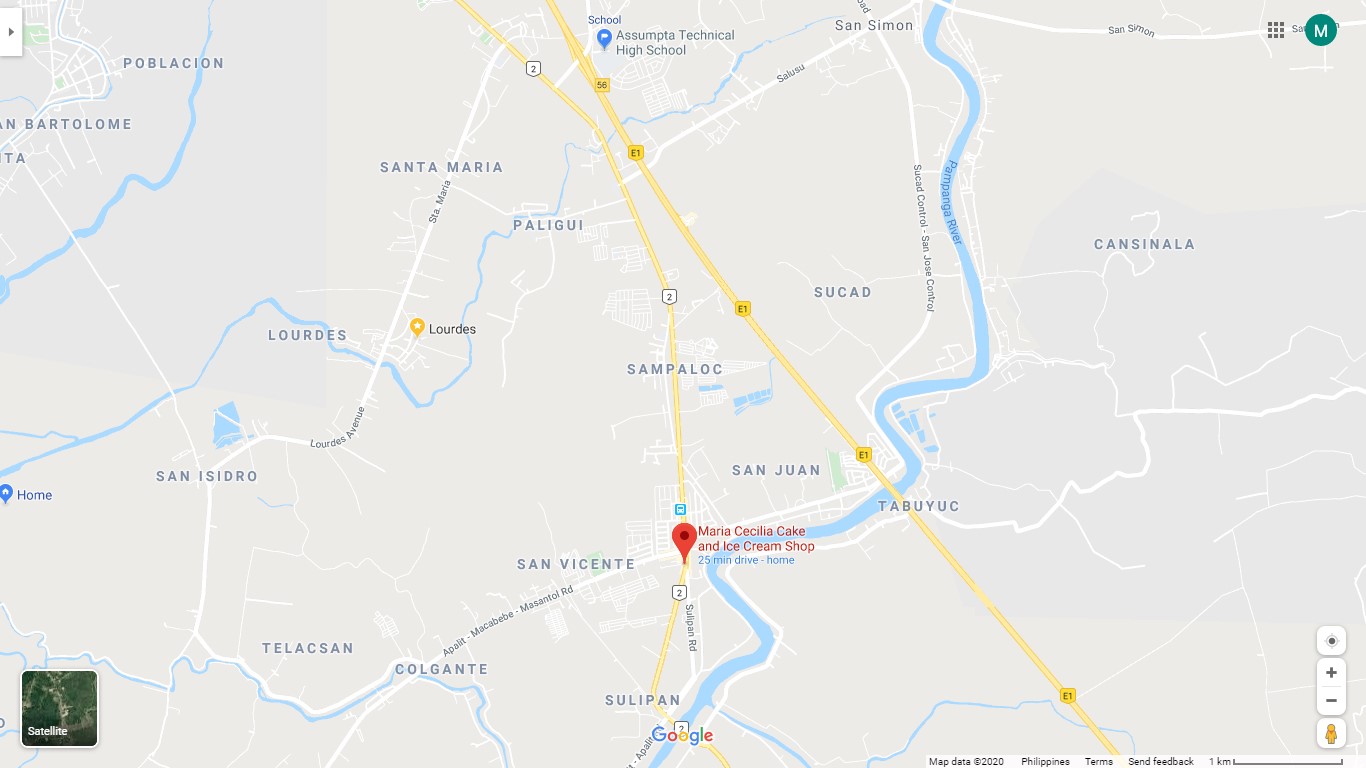 School
Assumpta Technical
High School
San Simon
San Simon
M
POBLACION
2
56
Salusu
AN BARTOLOME
ITA
SANTA MARIA
E1
Sta. Maria
PALIGUI
Sucad Control - San Jose Control
Pampanga River
CANSINALA
SUCAD
2
E1
LOURDES
Lourdes
SAMPALOC
Lourdes Avenue
SAN ISIDRO
SAN JUAN
E1
Home
TABUYUC
Maria Cecilia Cake
and Ice Cream Shop
25 min drive - home
SAN VICENTE
2
Apalit - Macabebe - Masantol Rd
Sulipan Rd
TELACSAN
COLGANTE
SULIPAN
E1
2
Satellite
Google
Map data ©2020 Philippines Terms Send feedback 1 km